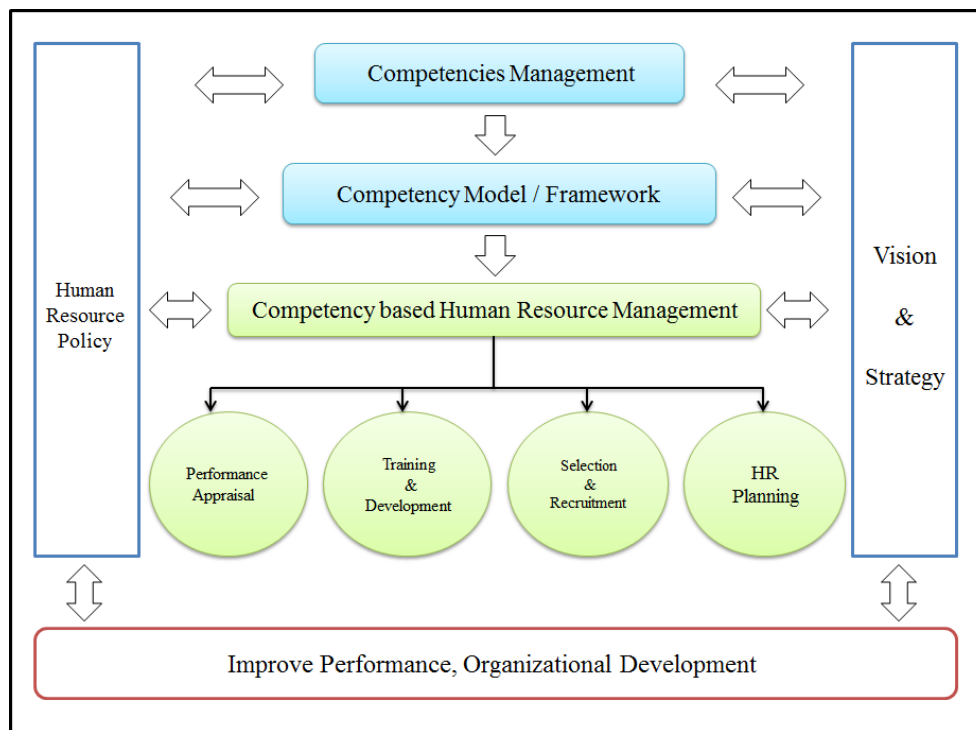 Competencies Management
Competency Model / Framework
Competency based Human Resource Management
Human
Resource
Policy
Vision
&
Strategy
Performance
Appraisal
Training
&
Development
Selection
&
Recruitment
HR
Planning
Improve Performance, Organizational Development